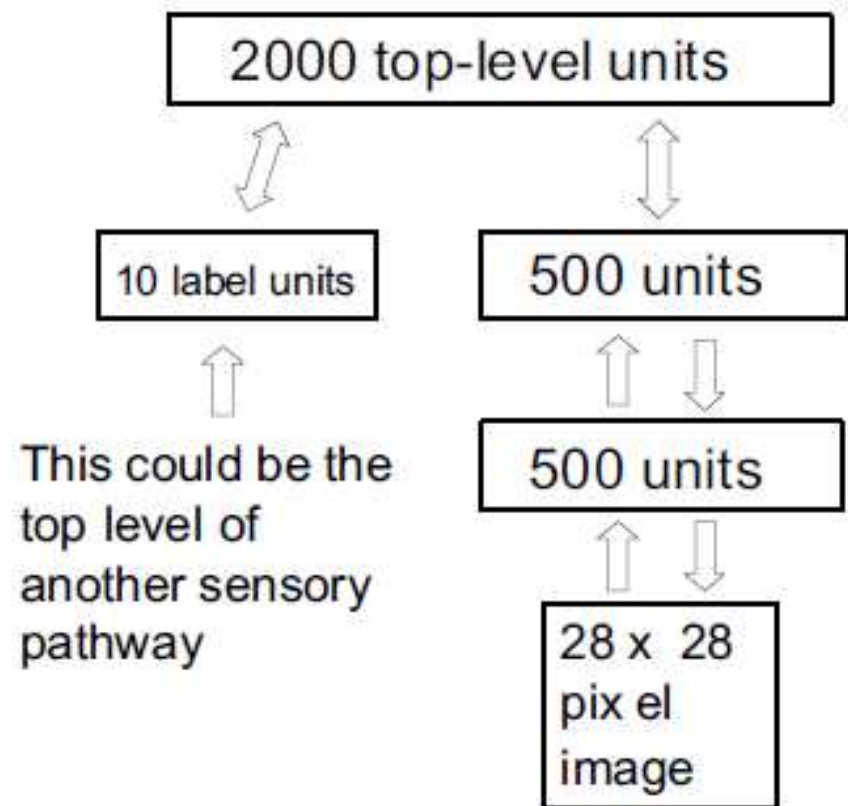 2000 top-level units
10 label units
500 units
This could be the
top level of
another sensory
pathway
500 units
28 x 28
pix el
image